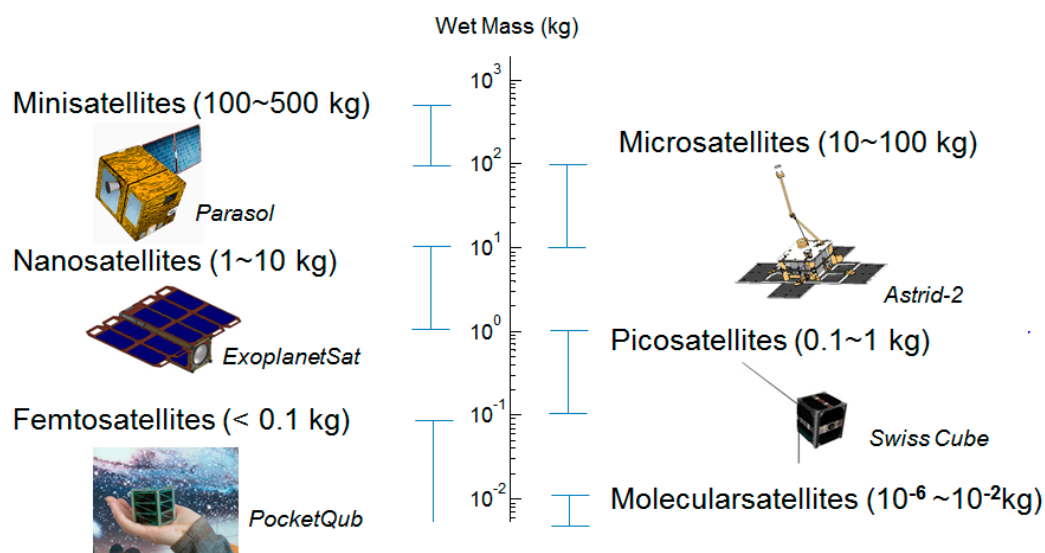 Wet Mass (kg)
10³
Minisatellites (100~500 kg)
Microsatellites (10~100 kg)
10²
Parasol
10¹
Nanosatellites (1~10 kg)
Astrid-2
10⁰
Picosatellites (0.1~1 kg)
ExoplanetSat
10⁻¹
Femtosatellites (< 0.1 kg)
Swiss Cube
10⁻²
Molecularsatellites (10⁻⁶ ~10⁻²kg)
PocketQub